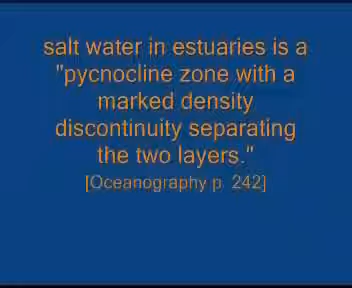 salt water in estuaries is a
"pycnocline zone with a
marked density
discontinuity separating
the two layers."
[Oceanography p. 242]